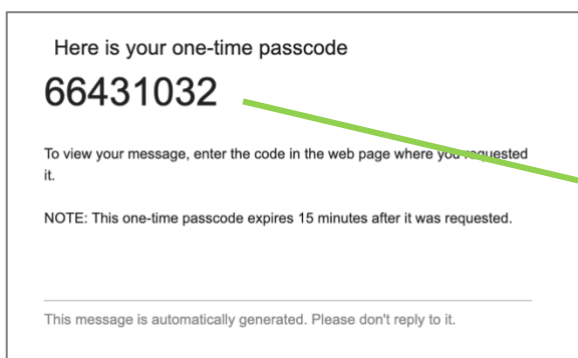 Here is your one-time passcode
66431032
To view your message, enter the code in the web page where you requested
it.
NOTE: This one-time passcode expires 15 minutes after it was requested.
This message is automatically generated. Please don't reply to it.